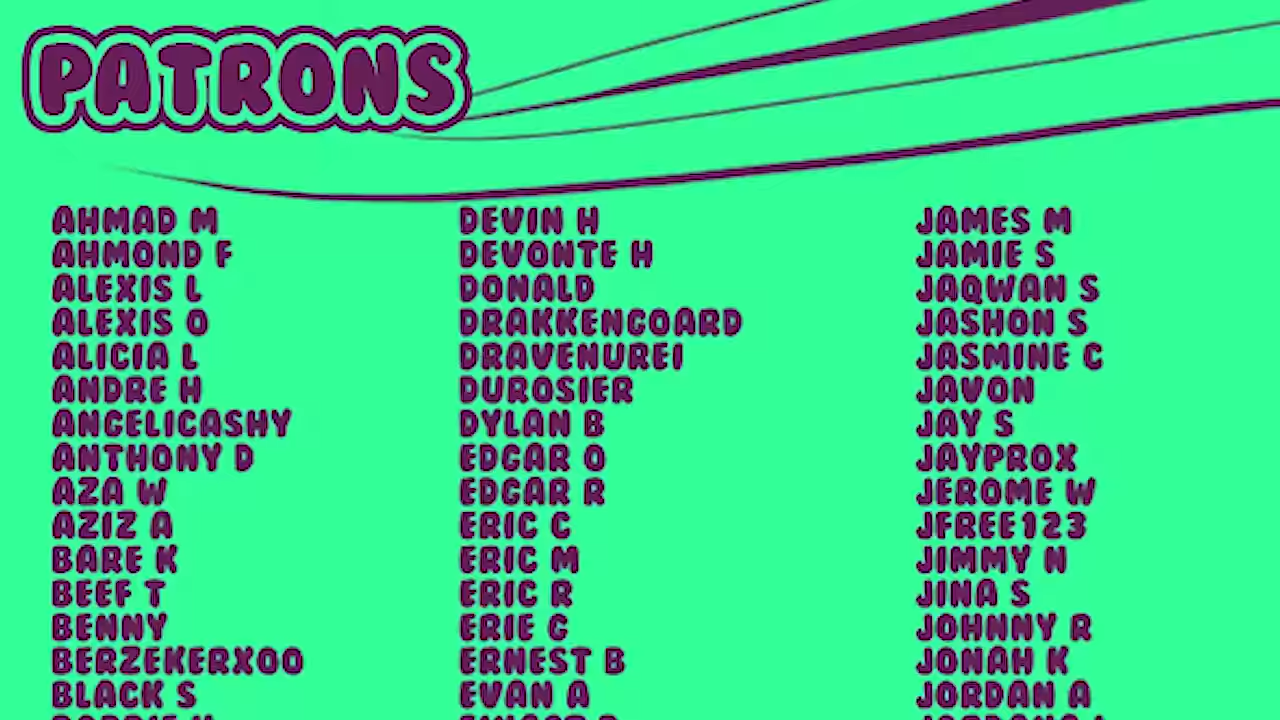 PATRONS
AHMAD M
AHMOND F
ALEXIS L
ALEXIS O
ALICIA L
ANDRE H
ANGELICASHY
ANTHONY D
AZA W
AZIZ A
BARE K
BEEF T
BENNY
BERZEKERXOO
BLACK S
DEVIN H
DEVONTE H
DONALD
DRAKKENGOARD
DRAVENUREI
DUROSIER
DYLAN B
EDGAR O
EDGAR R
ERIC C
ERIC M
ERIC R
ERIE G
ERNEST B
EVAN A
JAMES M
JAMIE S
JAQWAN S
JASHON S
JASMINE C
JAVON
JAY S
JAYPROX
JEROME W
JFREE123
JIMMY N
JINA S
JOHNNY R
JONAH K
JORDAN A